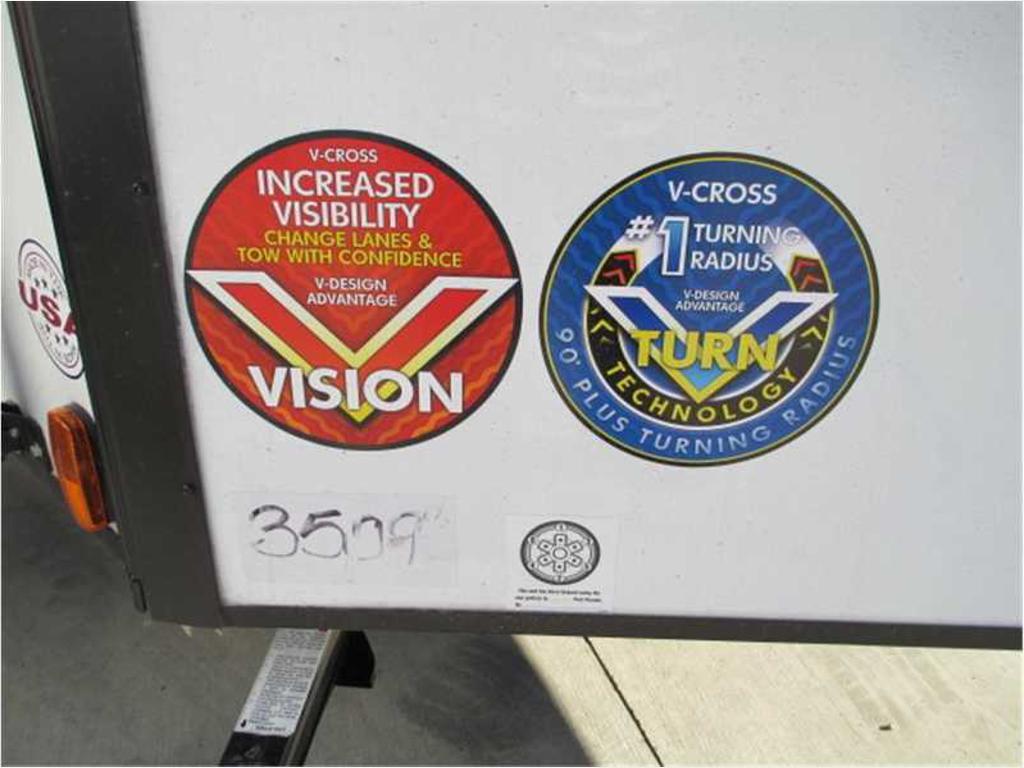 V-CROSS
INCREASED
VISIBILITY
CHANGE LANES &
TOW WITH CONFIDENCE
V-DESIGN
ADVANTAGE
VISION
V-CROSS
#1 TURNING
RADIUS
V-DESIGN
ADVANTAGE
TURN
TECHNOLOGY
90° PLUS TURNING RADIUS
USA